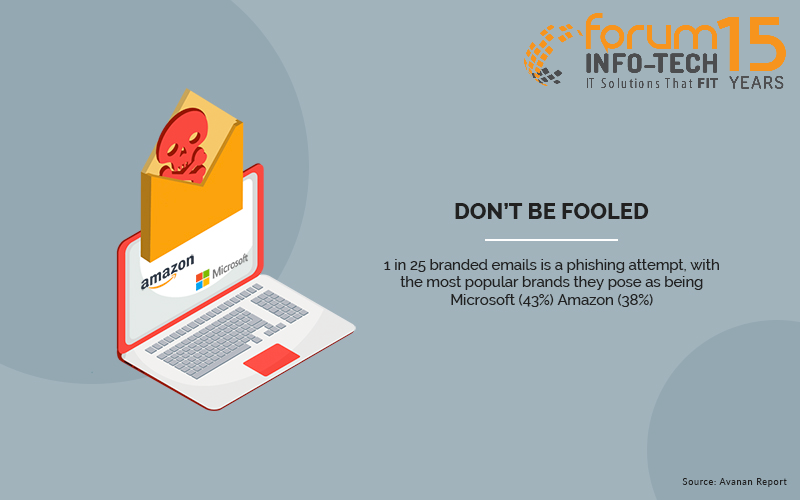 forum 15
INFO-TECH
IT Solutions That FIT YEARS
amazon
Microsoft
DON'T BE FOOLED
1 in 25 branded emails is a phishing attempt, with
the most popular brands they pose as being
Microsoft (43%) Amazon (38%)
Source: Avanan Report